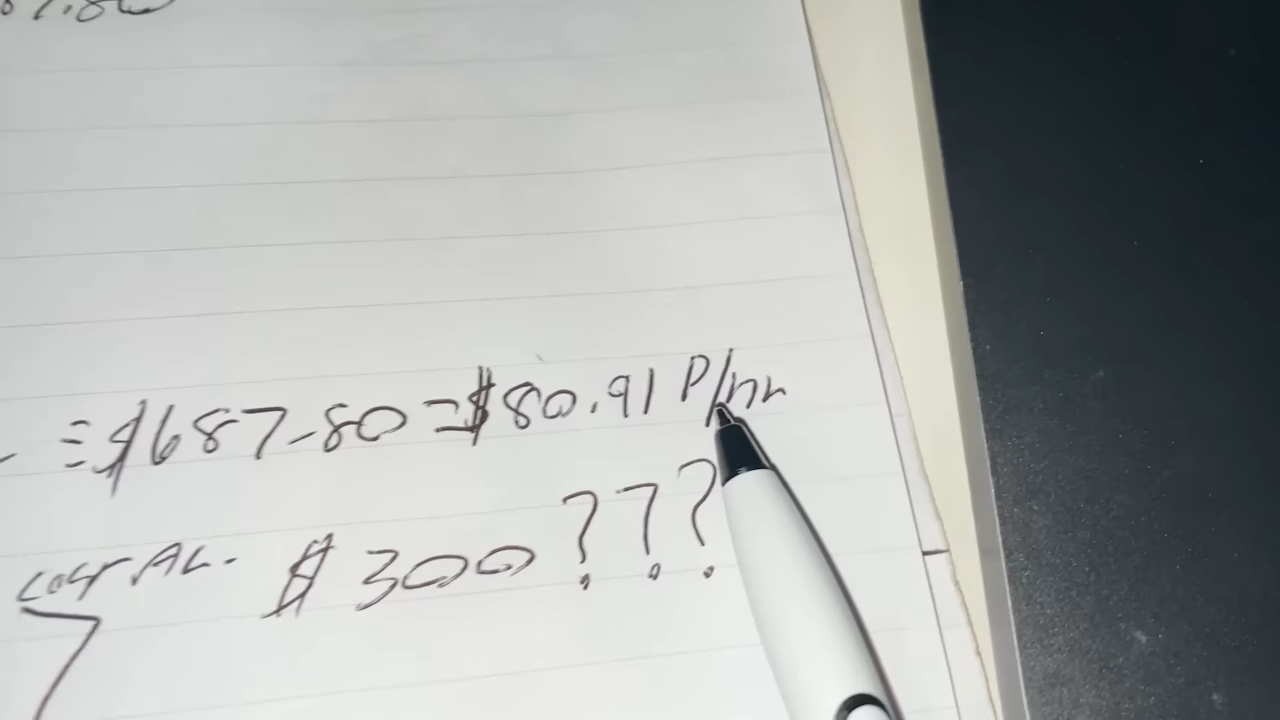 = $687-80 = $80.91 P/hr
$300 ???